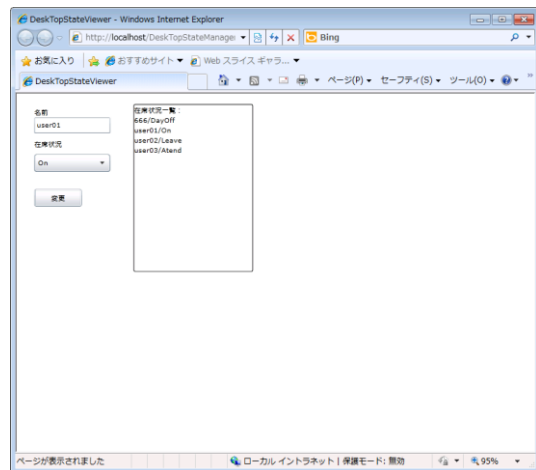 DeskTopStateViewer - Windows Internet Explorer
http://localhost/DeskTopStateManager
Bing
お気に入り おすすめサイト Web スライス ギャラ...
DeskTopStateViewer ページ(P) セーフティ(S) ツール(O) »
名前
user01
在席状況
On
変更
在席状況一覧：
666/DayOff
user01/On
user02/Leave
user03/Atend
ページが表示されました ローカル イントラネット | 保護モード: 無効 95%